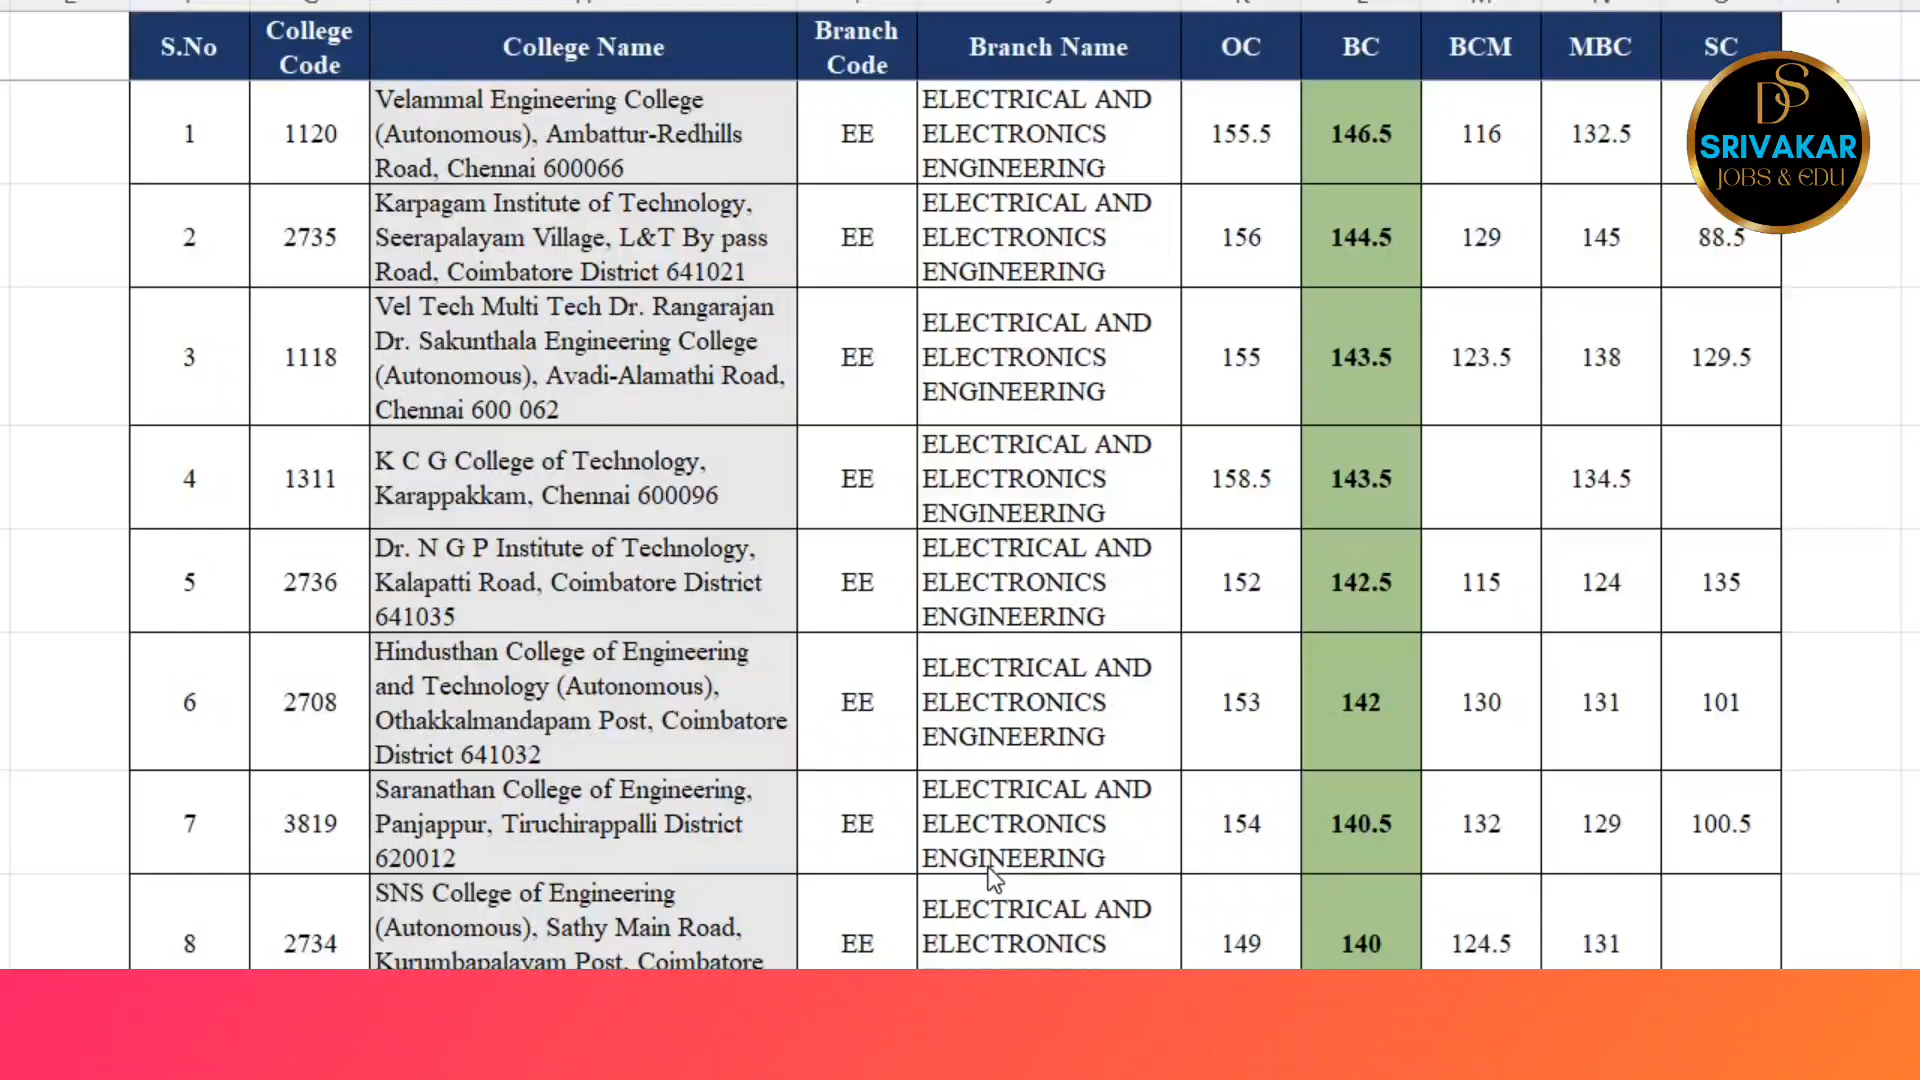 S.No College Code College Name Branch Code Branch Name OC BC BCM MBC SC
DS
SRIVAKAR
JOBS & EDU
1 1120 Velammal Engineering College (Autonomous), Ambattur-Redhills Road, Chennai 600066 EE ELECTRICAL AND ELECTRONICS ENGINEERING 155.5 146.5 116 132.5
2 2735 Karpagam Institute of Technology, Seerapalayam Village, L&T By pass Road, Coimbatore District 641021 EE ELECTRICAL AND ELECTRONICS ENGINEERING 156 144.5 129 145 88.5
3 1118 Vel Tech Multi Tech Dr. Rangarajan Dr. Sakunthala Engineering College (Autonomous), Avadi-Alamathi Road, Chennai 600 062 EE ELECTRICAL AND ELECTRONICS ENGINEERING 155 143.5 123.5 138 129.5
4 1311 K C G College of Technology, Karappakkam, Chennai 600096 EE ELECTRICAL AND ELECTRONICS ENGINEERING 158.5 143.5 134.5
5 2736 Dr. N G P Institute of Technology, Kalapatti Road, Coimbatore District 641035 EE ELECTRICAL AND ELECTRONICS ENGINEERING 152 142.5 115 124 135
6 2708 Hindusthan College of Engineering and Technology (Autonomous), Othakkalmandapam Post, Coimbatore District 641032 EE ELECTRICAL AND ELECTRONICS ENGINEERING 153 142 130 131 101
7 3819 Saranathan College of Engineering, Panjappur, Tiruchirappalli District 620012 EE ELECTRICAL AND ELECTRONICS ENGINEERING 154 140.5 132 129 100.5
8 2734 SNS College of Engineering (Autonomous), Sathy Main Road, Kurumbapalayam Post, Coimbatore EE ELECTRICAL AND ELECTRONICS 149 140 124.5 131